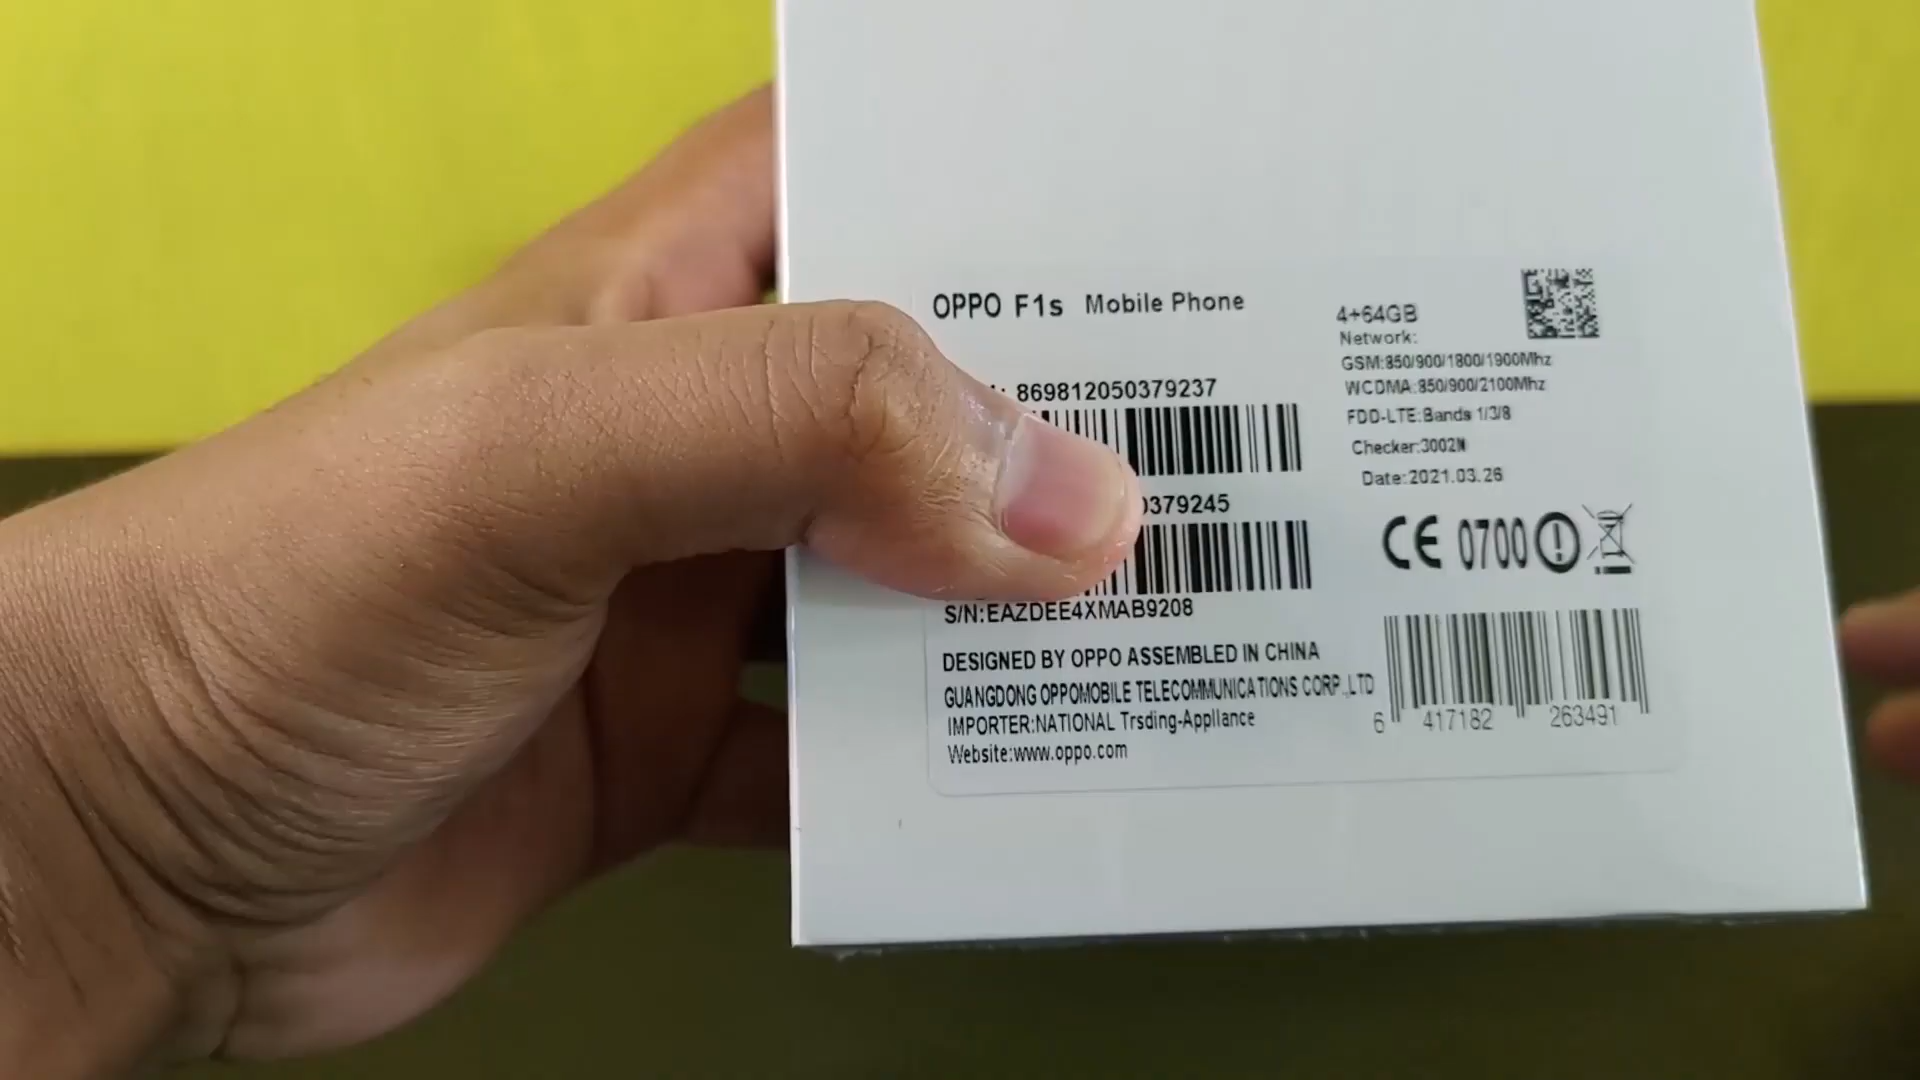 OPPO F1s Mobile Phone
4+64GB
Network:
GSM:850/900/1800/1900Mhz
WCDMA:850/900/2100Mhz
FDD-LTE:Bands 1/3/8
Checker:3002N
Date:2021.03.26
869812050379237
0379245
S/N:EAZDEE4XMAB9208
CE 0700
DESIGNED BY OPPO ASSEMBLED IN CHINA
GUANGDONG OPPOMOBILE TELECOMMUNICATIONS CORP.,LTD
IMPORTER:NATIONAL Trsding-Appllance
Website:www.oppo.com
6 417182 263491